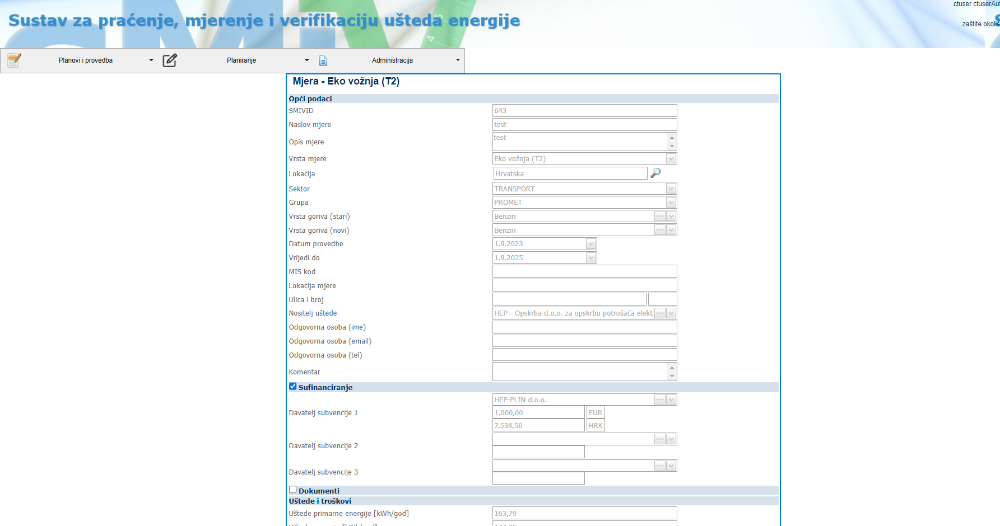 Sustav za praćenje, mjerenje i verifikaciju ušteda energije
ctuser ctuserAut
zaštite okoliš
Planovi i provedba
Planiranje
Administracija
Mjera - Eko vožnja (T2)
Opći podaci
SMIVID 643
Naslov mjere test
Opis mjere test
Vrsta mjere Eko vožnja (T2)
Lokacija Hrvatska
Sektor TRANSPORT
Grupa PROMET
Vrsta goriva (stari) Benzin
Vrsta goriva (novi) Benzin
Datum provedbe 1.9.2023
Vrijedi do 1.9.2025
MIS kod
Lokacija mjere
Ulica i broj
Nositelj uštede HEP - Opskrba d.o.o. za opskrbu potrošača elekt
Odgovorna osoba (ime)
Odgovorna osoba (email)
Odgovorna osoba (tel)
Komentar
Sufinanciranje
HEP-PLIN d.o.o.
Davatelj subvencije 1 1.000,00 EUR
7.534,50 HRK
Davatelj subvencije 2
Davatelj subvencije 3
Dokumenti
Uštede i troškovi
Uštede primarne energije [kWh/god] 163,79